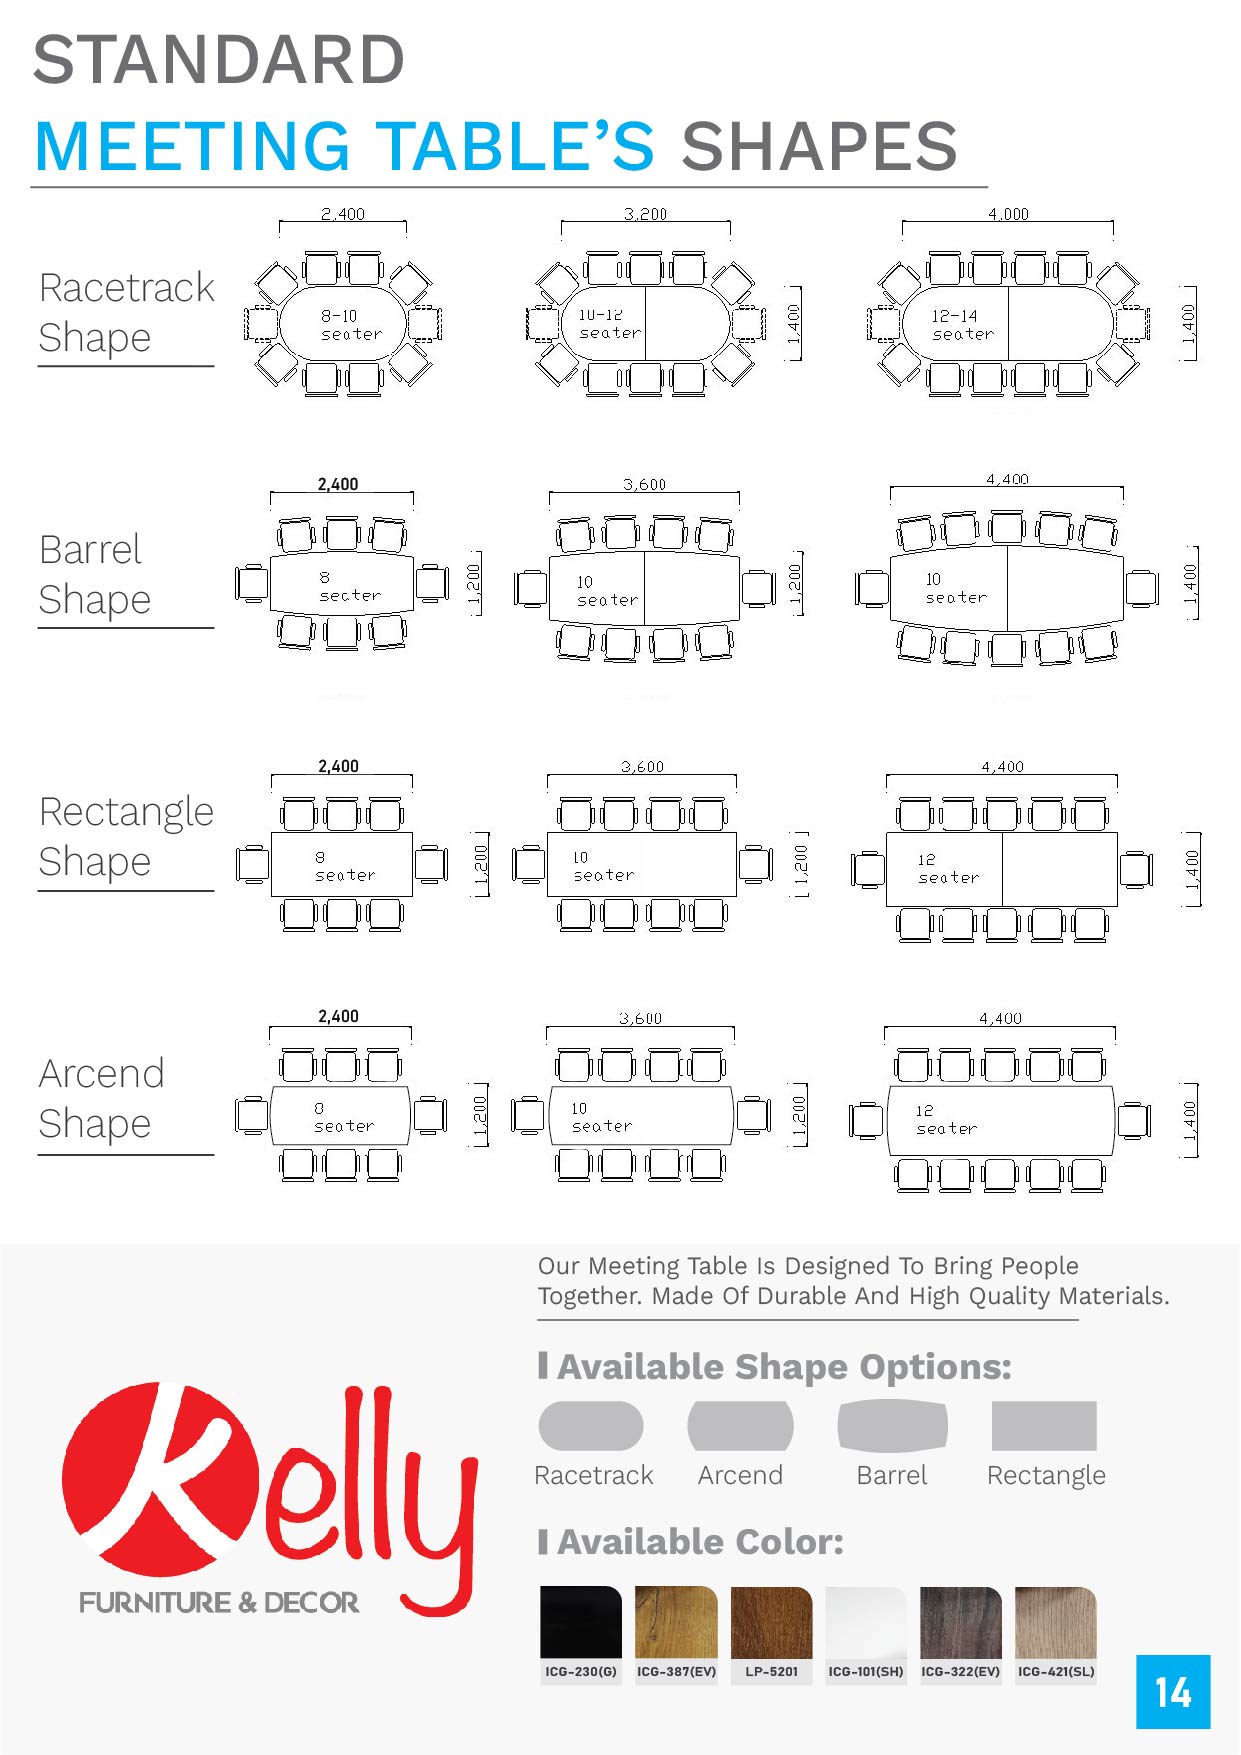 STANDARD
MEETING TABLE'S SHAPES
Racetrack
Shape
2,400
8-10
seater
3,200
10-12
seater
1,400
4,000
12-14
seater
1,400
Barrel
Shape
2,400
8
seater
1,200
3,600
10
seater
1,200
4,400
10
seater
1,400
Rectangle
Shape
2,400
8
seater
1,200
3,600
10
seater
1,200
4,400
12
seater
1,400
Arcend
Shape
2,400
8
seater
1,200
3,600
10
seater
1,200
4,400
12
seater
1,400
Our Meeting Table Is Designed To Bring People
Together. Made Of Durable And High Quality Materials.
Available Shape Options:
Racetrack Arcend Barrel Rectangle
Available Color:
ICG-230(G) ICG-387(EV) LP-5201 ICG-101(SH) ICG-322(EV) ICG-421(SL)
Kelly
FURNITURE & DECOR
14